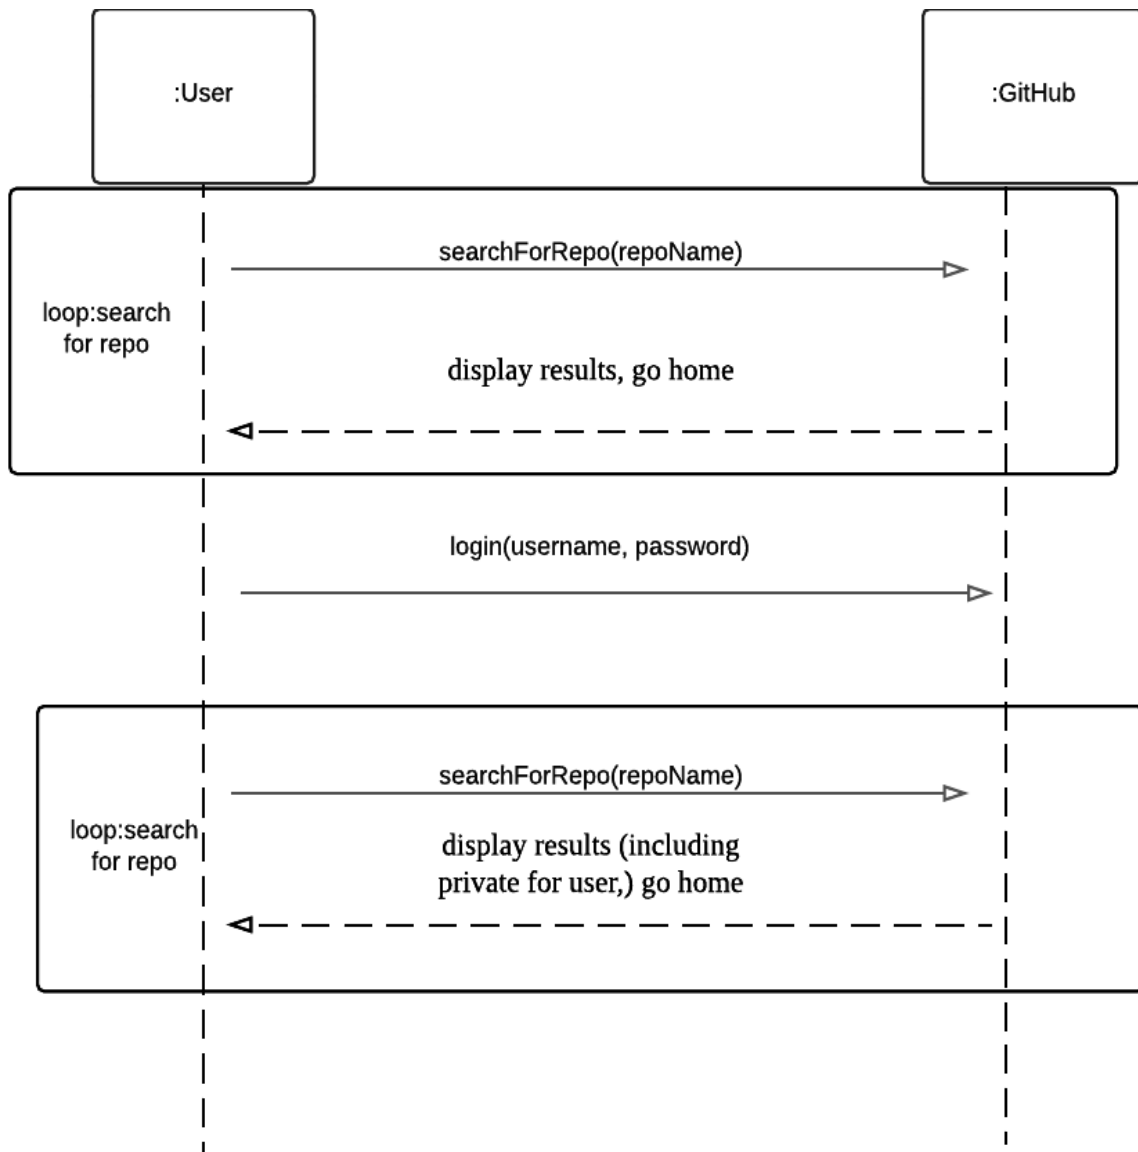 :User
:GitHub
searchForRepo(repoName)
loop:search
for repo
display results, go home
login(username, password)
searchForRepo(repoName)
loop:search
for repo
display results (including
private for user,) go home